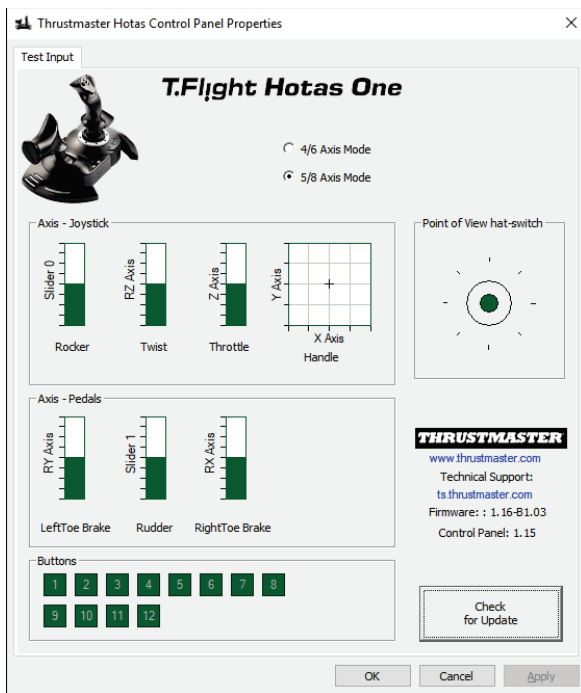 Thrustmaster Hotas Control Panel Properties
Test Input
T.Flight Hotas One
4/6 Axis Mode
5/8 Axis Mode
Axis - Joystick
Slider 0
RZ Axis
Z Axis
Y Axis
X Axis
Rocker
Twist
Throttle
Handle
Point of View hat-switch
Axis - Pedals
RY Axis
Slider 1
RX Axis
LeftToe Brake
Rudder
RightToe Brake
THRUSTMASTER
www.thrustmaster.com
Technical Support:
ts.thrustmaster.com
Firmware: : 1.16-B1.03
Control Panel: 1.15
Buttons
1 2 3 4 5 6 7 8
9 10 11 12
Check
for Update
OK Cancel Apply